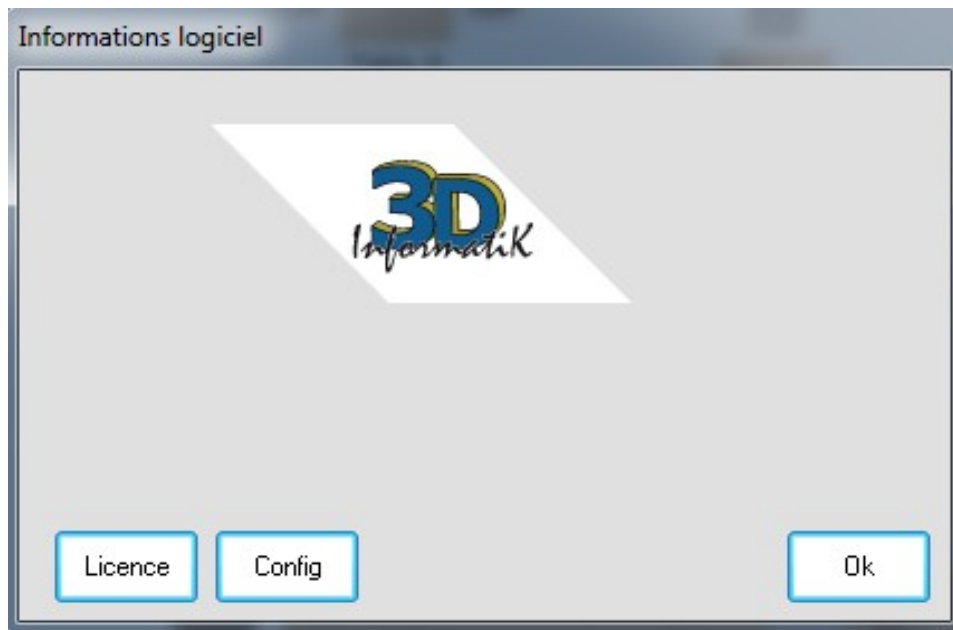 Informations logiciel
3D
InformatiK
Licence
Config
Ok